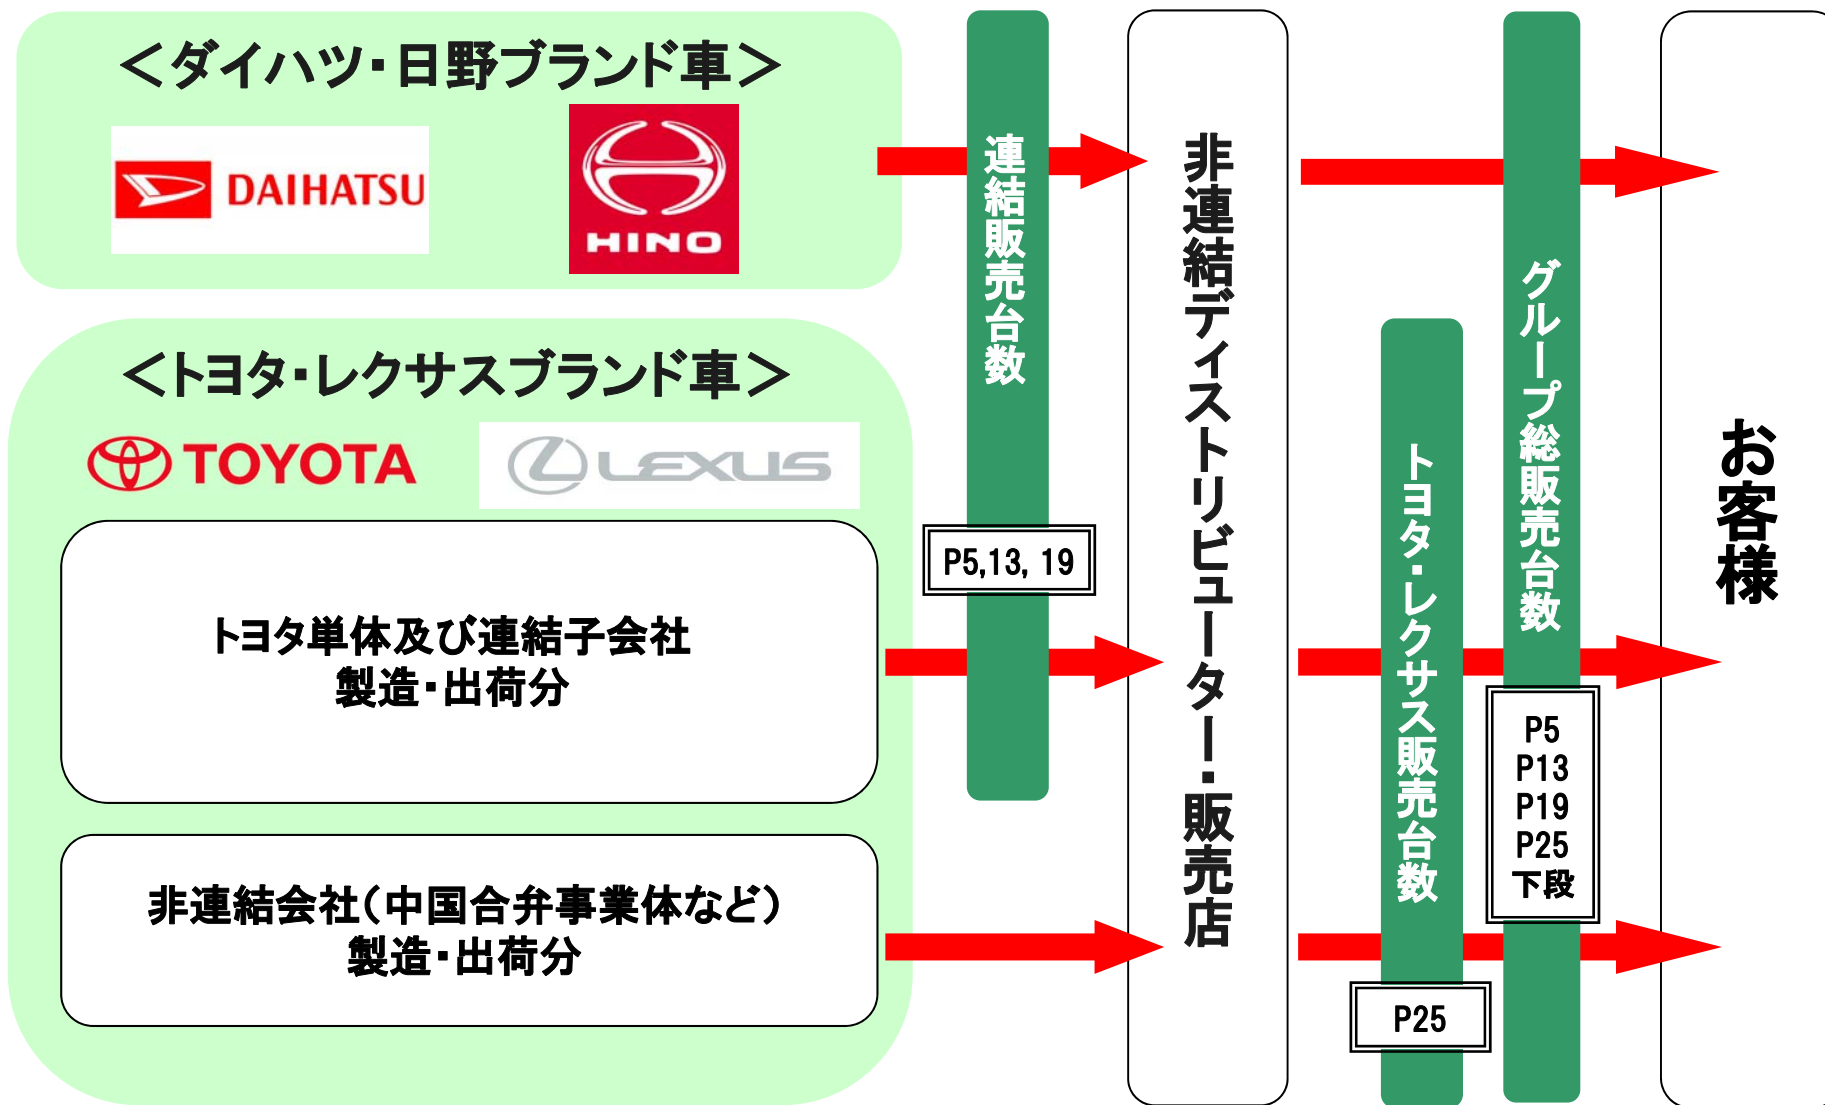 ＜ダイハツ・日野ブランド車＞
DAIHATSU
HINO
＜トヨタ・レクサスブランド車＞
TOYOTA
LEXUS
トヨタ単体及び連結子会社
製造・出荷分
非連結会社（中国合弁事業体など）
製造・出荷分
連結販売台数
P5,13, 19
非連結ディストリビューター・販売店
トヨタ・レクサス販売台数
P25
グループ総販売台数
P5
P13
P19
P25
下段
お客様